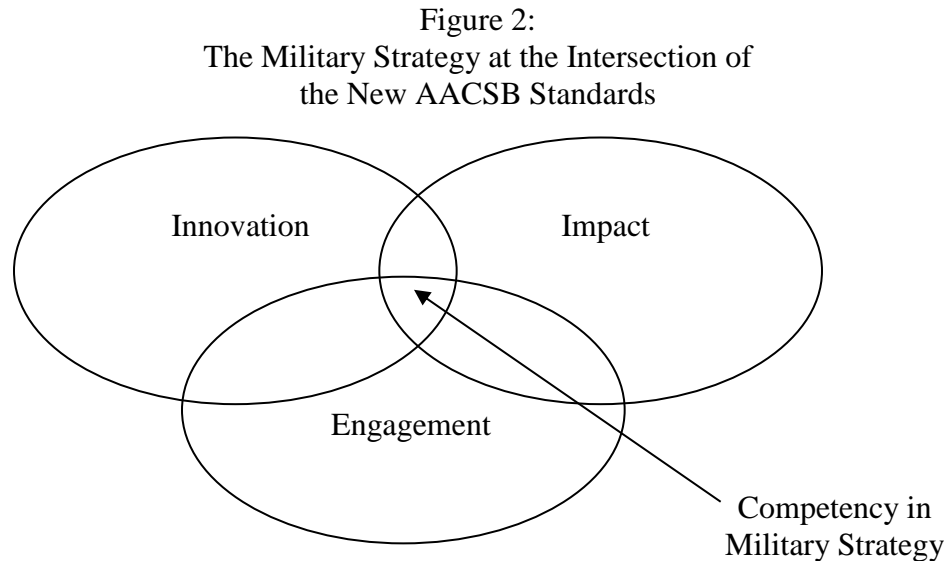 Figure 2:
The Military Strategy at the Intersection of
the New AACSB Standards
Innovation
Impact
Engagement
Competency in
Military Strategy